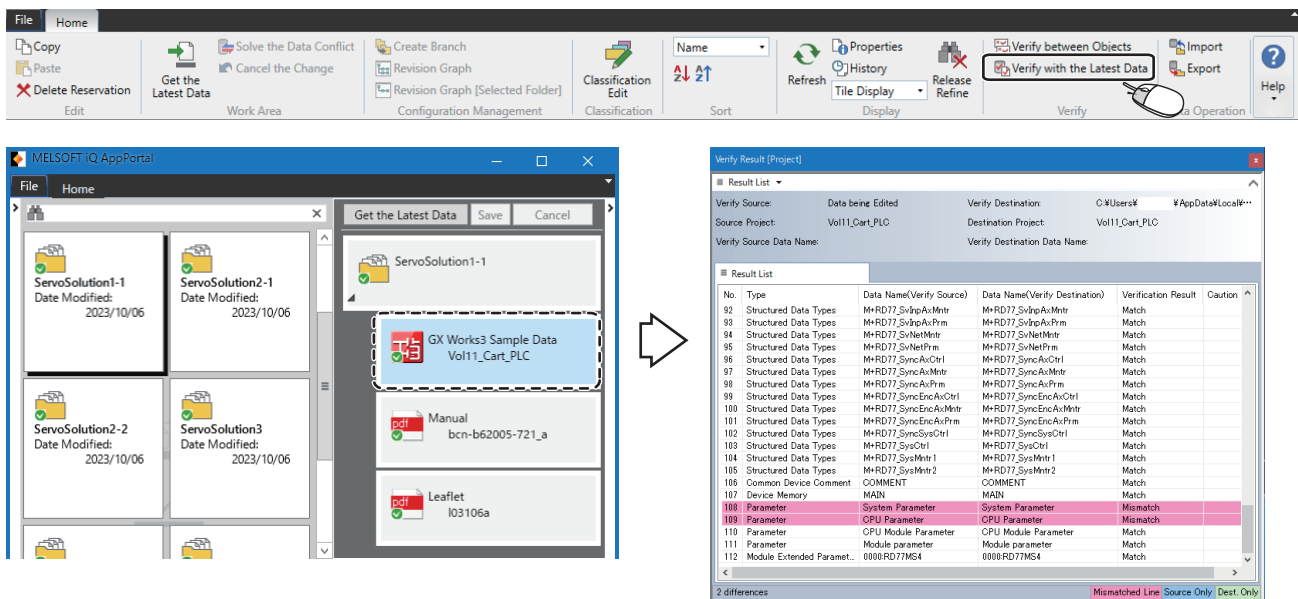 File Home
Copy
Paste
Delete Reservation
Edit
Get the
Latest Data
Solve the Data Conflict
Cancel the Change
Work Area
Create Branch
Revision Graph
Revision Graph [Selected Folder]
Configuration Management
Classification
Edit
Classification
Name
Sort
Refresh
Properties
History
Tile Display
Release
Refine
Display
Verify between Objects
Verify with the Latest Data
Verify
Import
Export
ta Operation
Help
MELSOFT iQ AppPortal
File Home
ServoSolution1-1
Date Modified:
2023/10/06
ServoSolution2-1
Date Modified:
2023/10/06
ServoSolution2-2
Date Modified:
2023/10/06
ServoSolution3
Date Modified:
2023/10/06
Get the Latest Data Save Cancel
ServoSolution1-1
GX Works3 Sample Data
Vol11_Cart_PLC
pdf
Manual
bcn-b62005-721_a
pdf
Leaflet
l03106a
Verify Result [Project]
Result List
Verify Source: Data being Edited Verify Destination: C:¥Users¥ ¥AppData¥Local¥···
Source Project: Vol11_Cart_PLC Destination Project: Vol11_Cart_PLC
Verify Source Data Name: Verify Destination Data Name:
Result List
No. Type Data Name(Verify Source) Data Name(Verify Destination) Verification Result Caution
92 Structured Data Types M+RD77_SvInpAxMntr M+RD77_SvInpAxMntr Match
93 Structured Data Types M+RD77_SvInpAxPrm M+RD77_SvInpAxPrm Match
94 Structured Data Types M+RD77_SvNetMntr M+RD77_SvNetMntr Match
95 Structured Data Types M+RD77_SvNetPrm M+RD77_SvNetPrm Match
96 Structured Data Types M+RD77_SyncAxCtrl M+RD77_SyncAxCtrl Match
97 Structured Data Types M+RD77_SyncAxMntr M+RD77_SyncAxMntr Match
98 Structured Data Types M+RD77_SyncAxPrm M+RD77_SyncAxPrm Match
99 Structured Data Types M+RD77_SyncEncAxCtrl M+RD77_SyncEncAxCtrl Match
100 Structured Data Types M+RD77_SyncEncAxMntr M+RD77_SyncEncAxMntr Match
101 Structured Data Types M+RD77_SyncEncAxPrm M+RD77_SyncEncAxPrm Match
102 Structured Data Types M+RD77_SyncSysCtrl M+RD77_SyncSysCtrl Match
103 Structured Data Types M+RD77_SysCtrl M+RD77_SysCtrl Match
104 Structured Data Types M+RD77_SysMntr1 M+RD77_SysMntr1 Match
105 Structured Data Types M+RD77_SysMntr2 M+RD77_SysMntr2 Match
106 Common Device Comment COMMENT COMMENT Match
107 Device Memory MAIN MAIN Match
108 Parameter System Parameter System Parameter Mismatch
109 Parameter CPU Parameter CPU Parameter Mismatch
110 Parameter CPU Module Parameter CPU Module Parameter Match
111 Parameter Module parameter Module parameter Match
112 Module Extended Paramet... 0000:RD77MS4 0000:RD77MS4 Match
2 differences Mismatched Line Source Only Dest. Only